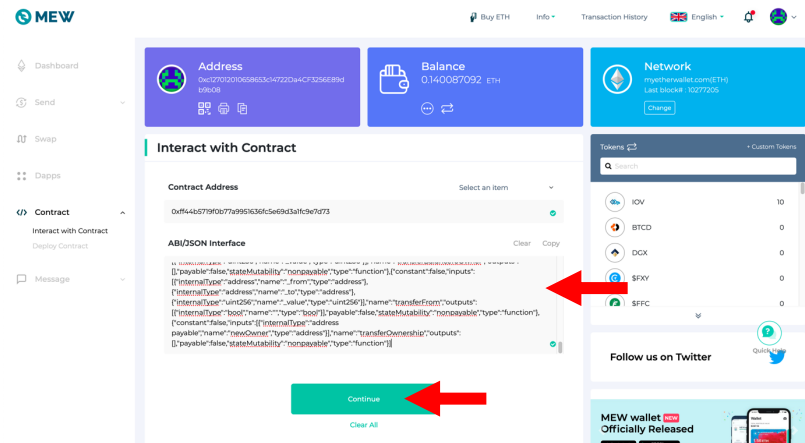 MEW
Buy ETH
Info
Transaction History
English
Dashboard
Send
Swap
Dapps
Contract
Interact with Contract
Deploy Contract
Message
Address
0xc127012010658653c14722Da4CF3256E89d
b9b08
Balance
0.140087092 ETH
Network
myetherwallet.com(ETH)
Last block# : 10277205
Change
Interact with Contract
Contract Address
Select an item
0xff44b5719f0b77a9951636fc5e69d3a1fc9e7d73
ABI/JSON Interface
Clear
Copy
[],"payable":false,"stateMutability":"nonpayable","type":"function"},{"constant":false,"inputs":
[{"internalType":"address","name":"_from","type":"address"},
{"internalType":"address","name":"_to","type":"address"},
{"internalType":"uint256","name":"_value","type":"uint256"}],"name":"transferFrom","outputs":
[{"internalType":"bool","name":"","type":"bool"}],"payable":false,"stateMutability":"nonpayable","type":"function"},
{"constant":false,"inputs":[{"internalType":"address
payable","name":"newOwner","type":"address"}],"name":"transferOwnership","outputs":
[],"payable":false,"stateMutability":"nonpayable","type":"function"}]
Continue
Clear All
Tokens
+ Custom Tokens
Search
IOV 10
BTCD 0
DGX 0
$FXY 0
$FFC 0
Quick Help
Follow us on Twitter
MEW wallet NEW
Officially Released